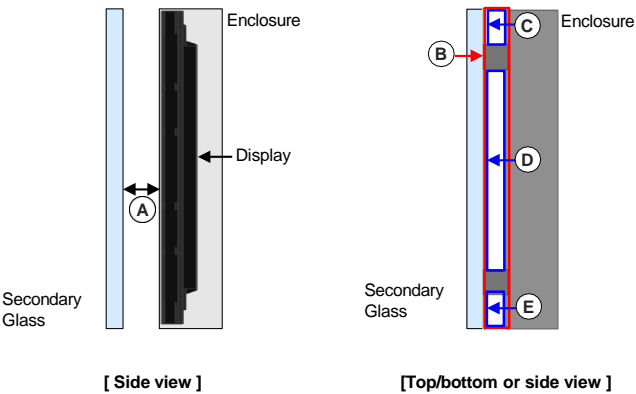 Enclosure
Display
A
Secondary
Glass
[ Side view ]
Enclosure
C
B
D
Secondary
Glass
E
[Top/bottom or side view ]